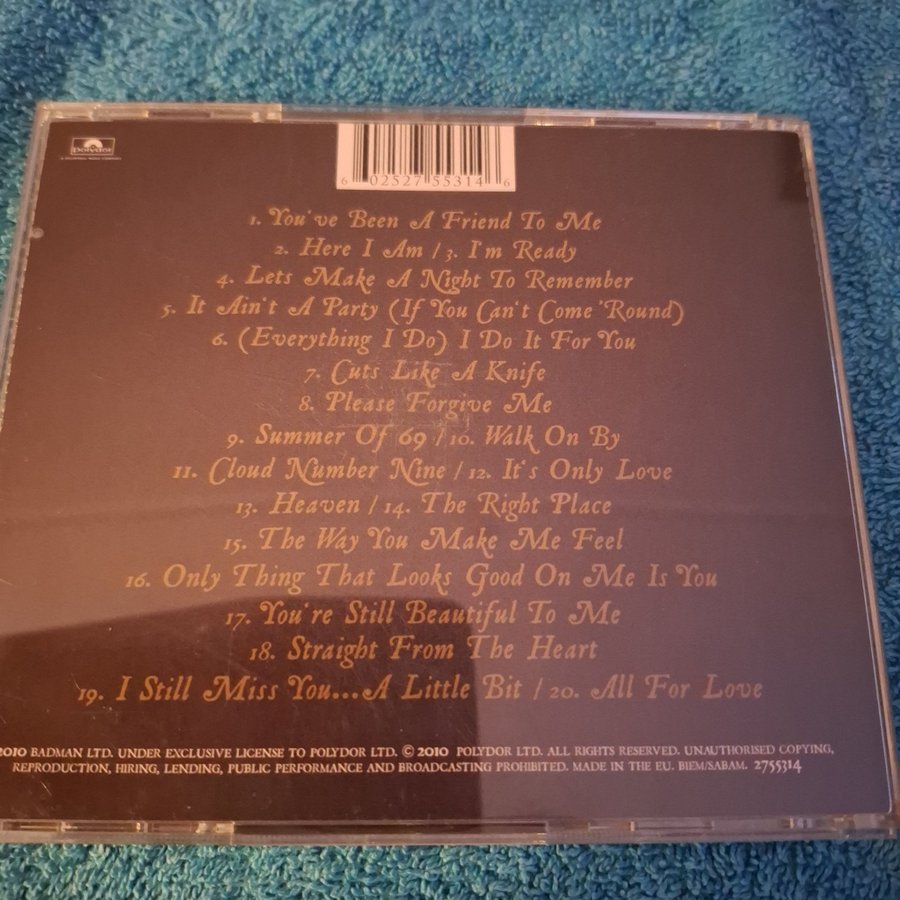 Polydor
6 02527 55314 6
1. You've Been A Friend To Me
2. Here I Am / 3. I'm Ready
4. Lets Make A Night To Remember
5. It Ain't A Party (If You Can't Come 'Round)
6. (Everything I Do) I Do It For You
7. Cuts Like A Knife
8. Please Forgive Me
9. Summer Of 69 / 10. Walk On By
11. Cloud Number Nine / 12. It's Only Love
13. Heaven / 14. The Right Place
15. The Way You Make Me Feel
16. Only Thing That Looks Good On Me Is You
17. You're Still Beautiful To Me
18. Straight From The Heart
19. I Still Miss You...A Little Bit / 20. All For Love
2010 BADMAN LTD. UNDER EXCLUSIVE LICENSE TO POLYDOR LTD. © 2010 POLYDOR LTD. ALL RIGHTS RESERVED. UNAUTHORISED COPYING,
REPRODUCTION, HIRING, LENDING, PUBLIC PERFORMANCE AND BROADCASTING PROHIBITED. MADE IN THE EU. BIEM/SABAM. 2755314